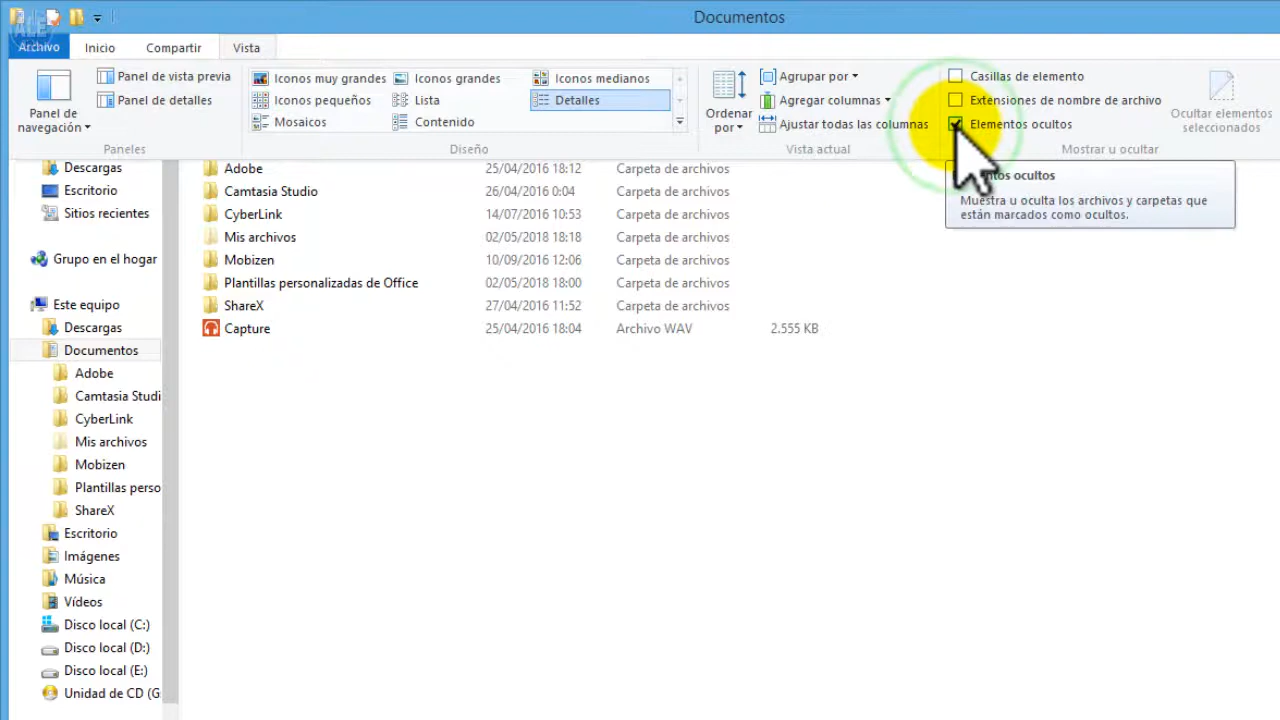 Documentos
ALE
Archivo
Inicio
Compartir
Vista
Panel de navegación
Panel de vista previa
Panel de detalles
Paneles
Iconos muy grandes
Iconos grandes
Iconos medianos
Iconos pequeños
Lista
Detalles
Mosaicos
Contenido
Diseño
Ordenar por
Agrupar por
Agregar columnas
Ajustar todas las columnas
Vista actual
Casillas de elemento
Extensiones de nombre de archivo
Elementos ocultos
Mostrar u ocultar
Ocultar elementos seleccionados
ocultos
Muestra u oculta los archivos y carpetas que
están marcados como ocultos.
Descargas
Escritorio
Sitios recientes
Grupo en el hogar
Este equipo
Descargas
Documentos
Adobe
Camtasia Studi
CyberLink
Mis archivos
Mobizen
Plantillas perso
ShareX
Escritorio
Imágenes
Música
Vídeos
Disco local (C:)
Disco local (D:)
Disco local (E:)
Unidad de CD (G:
Adobe 25/04/2016 18:12 Carpeta de archivos
Camtasia Studio 26/04/2016 0:04 Carpeta de archivos
CyberLink 14/07/2016 10:53 Carpeta de archivos
Mis archivos 02/05/2018 18:18 Carpeta de archivos
Mobizen 10/09/2016 12:06 Carpeta de archivos
Plantillas personalizadas de Office 02/05/2018 18:00 Carpeta de archivos
ShareX 27/04/2016 11:52 Carpeta de archivos
Capture 25/04/2016 18:04 Archivo WAV 2.555 KB